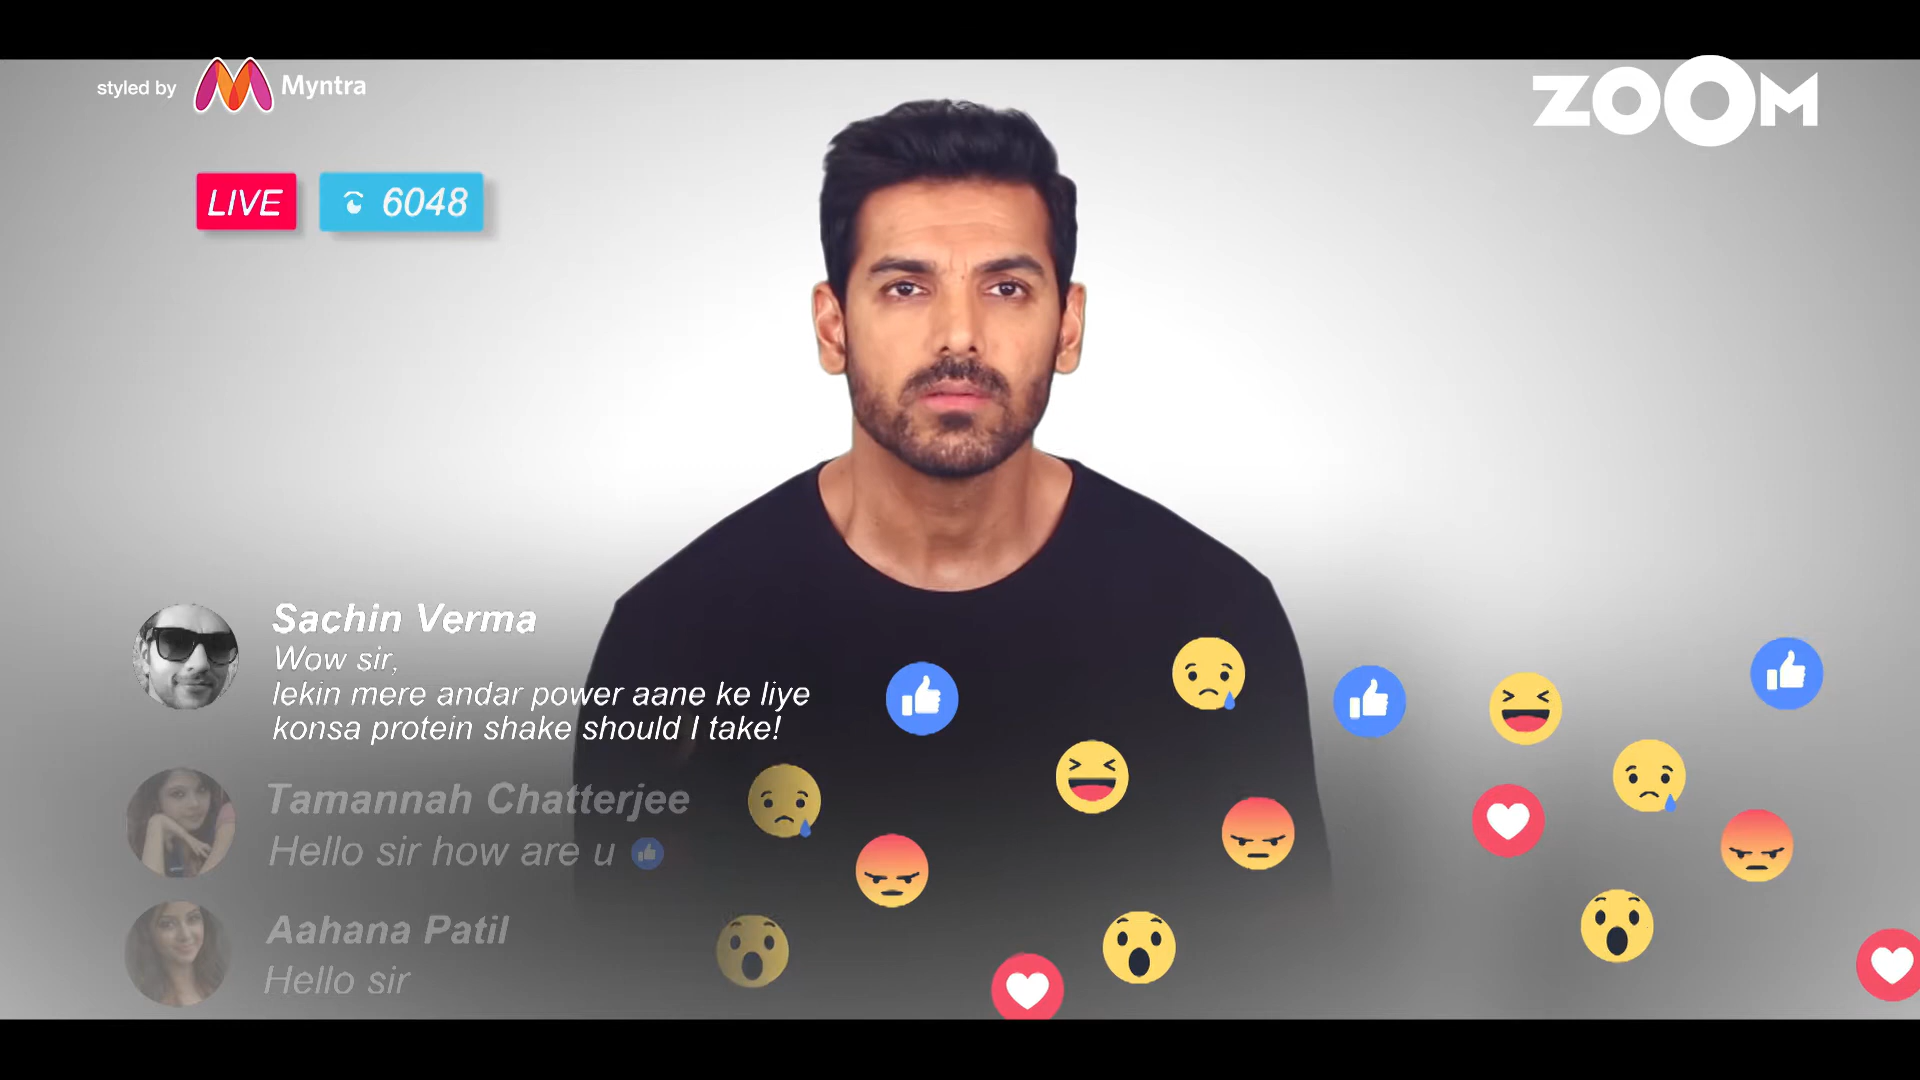 styled by Myntra
ZOOM
LIVE
6048
Sachin Verma
Wow sir,
lekin mere andar power aane ke liye
konsa protein shake should I take!
Tamannah Chatterjee
Hello sir how are u
Aahana Patil
Hello sir